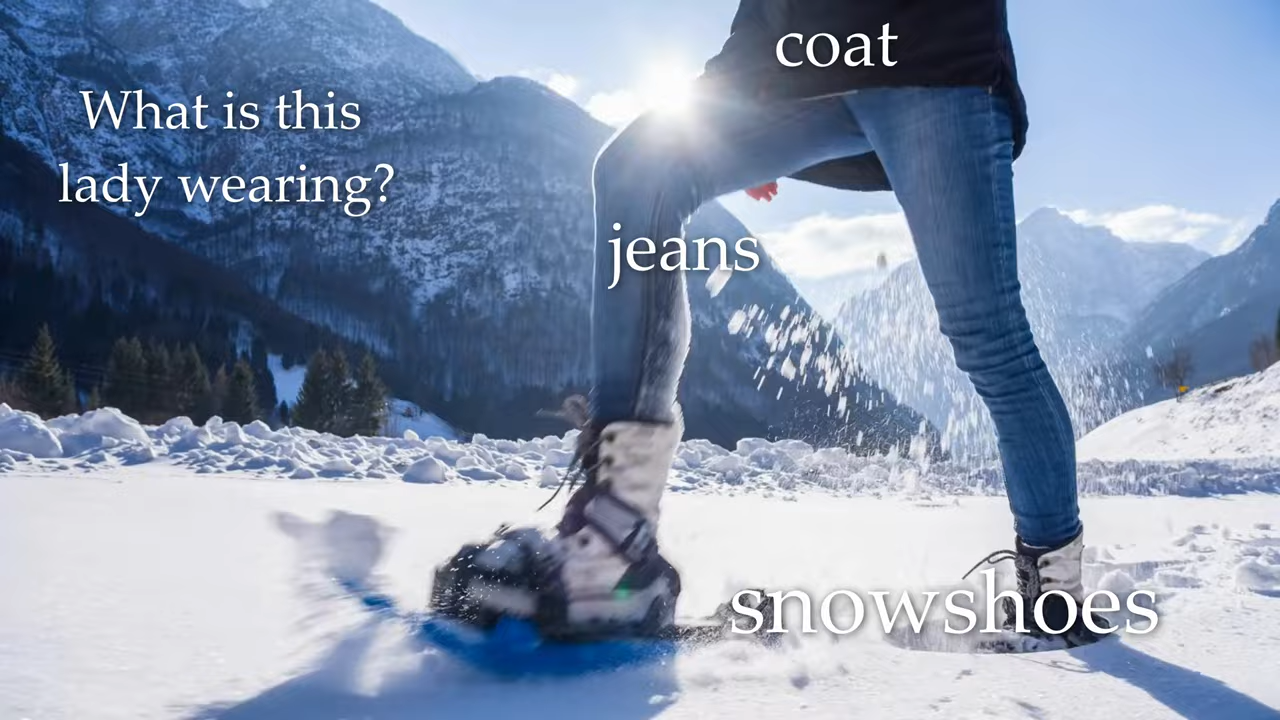 What is this
lady wearing?
coat
jeans
snowshoes